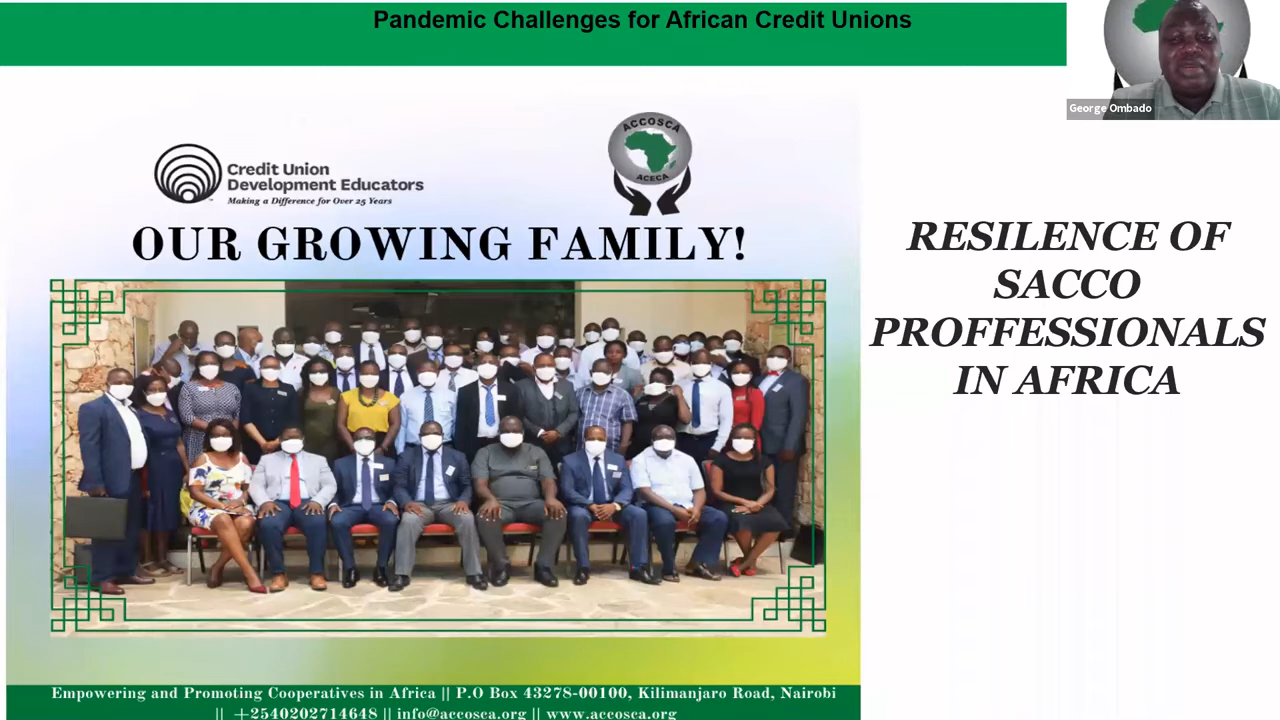 Pandemic Challenges for African Credit Unions
George Ombado
Credit Union
Development Educators
Making a Difference for Over 25 Years
ACCOSCA
ACECA
OUR GROWING FAMILY!
RESILENCE OF
SACCO
PROFFESSIONALS
IN AFRICA
Empowering and Promoting Cooperatives in Africa || P.O Box 43278-00100, Kilimanjaro Road, Nairobi
|| +2540202714648 || info@accosca.org || www.accosca.org